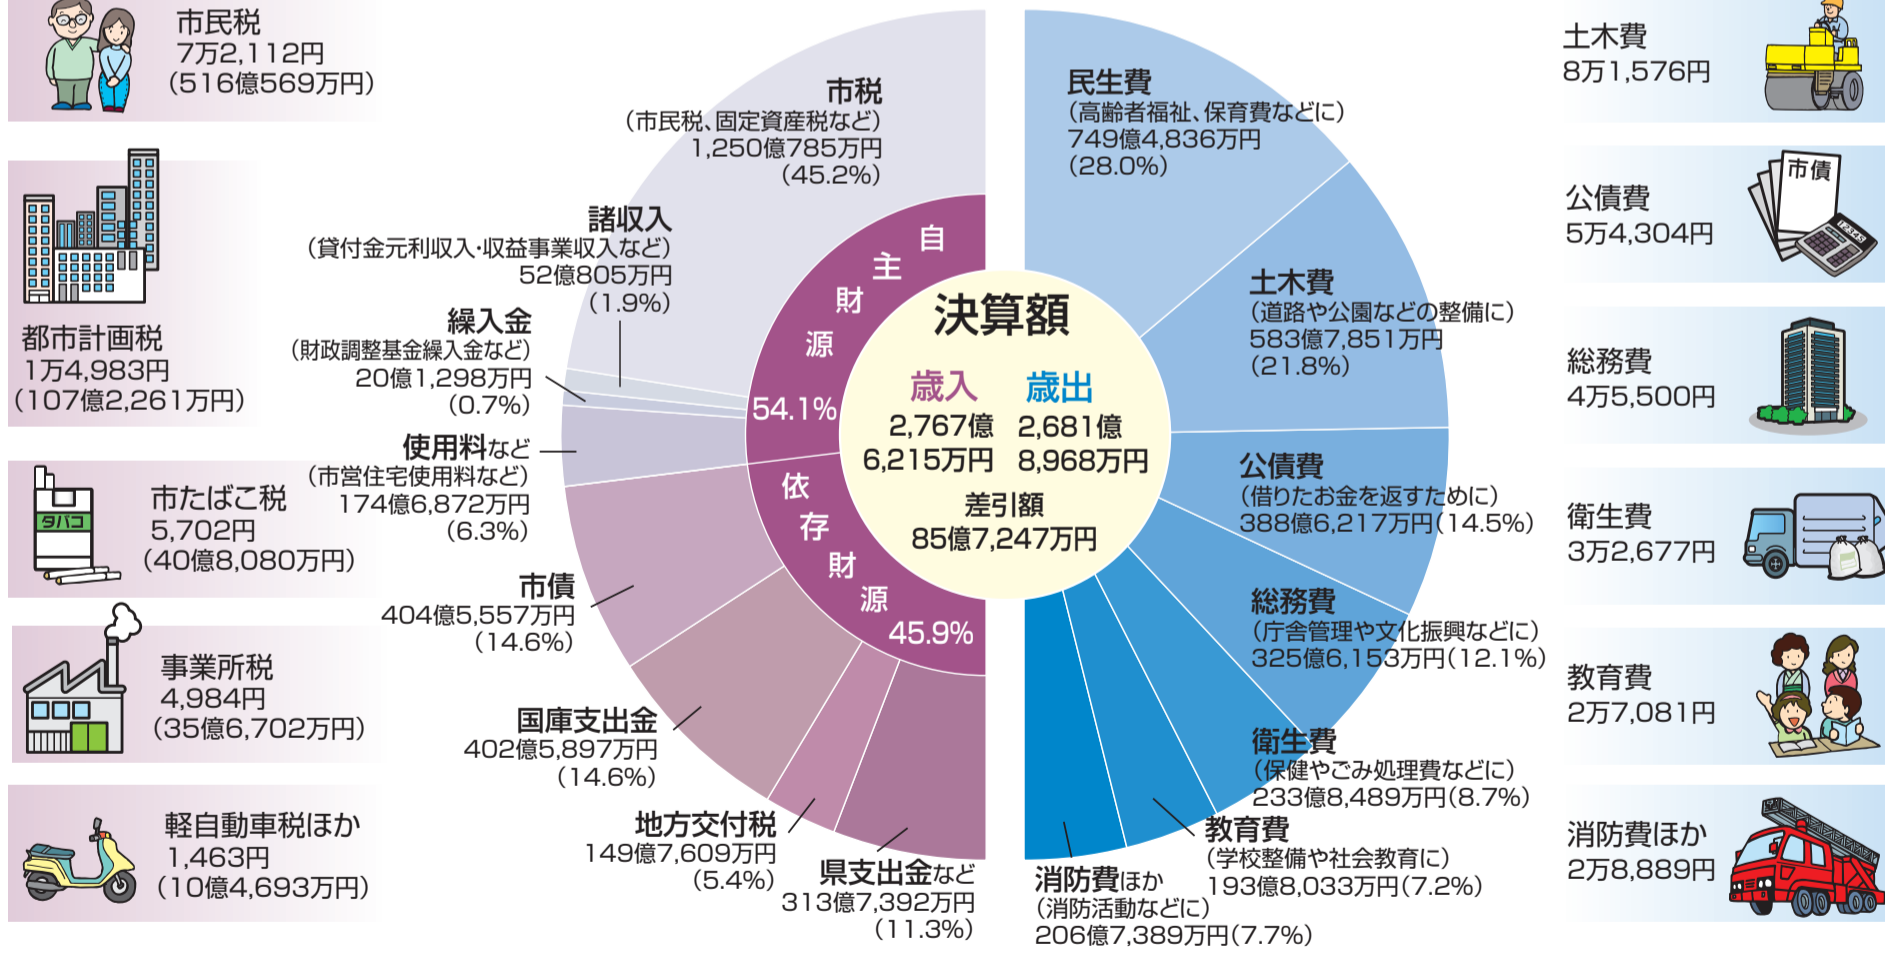 市民税
7万2,112円
(516億569万円)
都市計画税
1万4,983円
(107億2,261万円)
タバコ
市たばこ税
5,702円
(40億8,080万円)
事業所税
4,984円
(35億6,702万円)
軽自動車税ほか
1,463円
(10億4,693万円)
市税
(市民税、固定資産税など)
1,250億785万円
(45.2%)
諸収入
(貸付金元利収入・収益事業収入など)
52億805万円
(1.9%)
繰入金
(財政調整基金繰入金など)
20億1,298万円
(0.7%)
使用料など
(市営住宅使用料など)
174億6,872万円
(6.3%)
市債
404億5,557万円
(14.6%)
国庫支出金
402億5,897万円
(14.6%)
地方交付税
149億7,609万円
(5.4%)
県支出金など
313億7,392万円
(11.3%)
自主財源
54.1%
依存財源
45.9%
決算額
歳入
2,767億
6,215万円
歳出
2,681億
8,968万円
差引額
85億7,247万円
民生費
(高齢者福祉、保育費などに)
749億4,836万円
(28.0%)
土木費
(道路や公園などの整備に)
583億7,851万円
(21.8%)
公債費
(借りたお金を返すために)
388億6,217万円(14.5%)
総務費
(庁舎管理や文化振興などに)
325億6,153万円(12.1%)
衛生費
(保健やごみ処理費などに)
233億8,489万円(8.7%)
教育費
(学校整備や社会教育に)
193億8,033万円(7.2%)
消防費ほか
(消防活動などに)
206億7,389万円(7.7%)
土木費
8万1,576円
公債費
5万4,304円
市債
12345
総務費
4万5,500円
衛生費
3万2,677円
教育費
2万7,081円
消防費ほか
2万8,889円